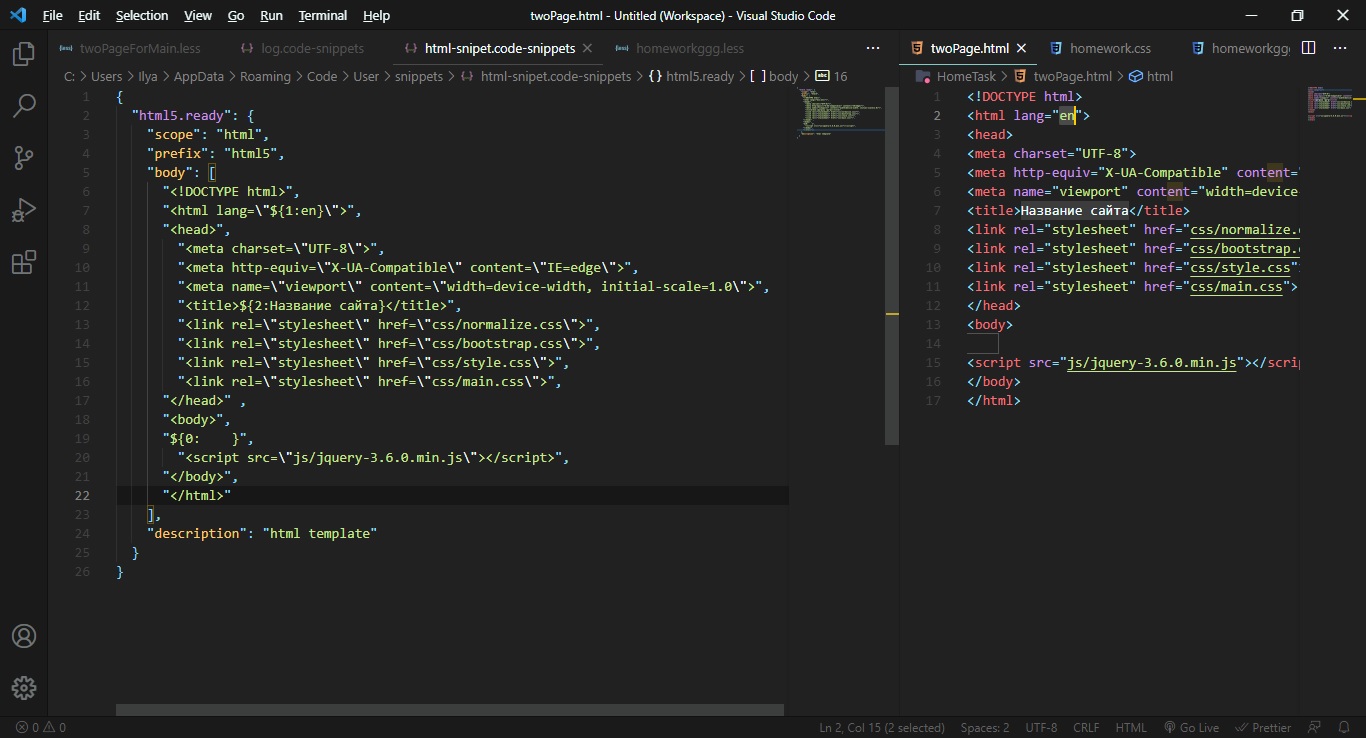 File Edit Selection View Go Run Terminal Help
twoPage.html - Untitled (Workspace) - Visual Studio Code
twoPageForMain.less log.code-snippets html-snipet.code-snippets homeworkggg.less
C: > Users > Ilya > AppData > Roaming > Code > User > snippets > html-snipet.code-snippets > {} html5.ready > [ ] body > abc 16
1 {
2 "html5.ready": {
3 "scope": "html",
4 "prefix": "html5",
5 "body": [
6 "<!DOCTYPE html>",
7 "<html lang=\"${1:en}\">",
8 "<head>",
9 "<meta charset=\"UTF-8\">",
10 "<meta http-equiv=\"X-UA-Compatible\" content=\"IE=edge\">",
11 "<meta name=\"viewport\" content=\"width=device-width, initial-scale=1.0\">",
12 "<title>${2:Название сайта}</title>",
13 "<link rel=\"stylesheet\" href=\"css/normalize.css\">",
14 "<link rel=\"stylesheet\" href=\"css/bootstrap.css\">",
15 "<link rel=\"stylesheet\" href=\"css/style.css\">",
16 "<link rel=\"stylesheet\" href=\"css/main.css\">",
17 "</head>" ,
18 "<body>",
19 "${0:    }",
20 "<script src=\"js/jquery-3.6.0.min.js\"></script>",
21 "</body>",
22 "</html>"
23 ],
24 "description": "html template"
25 }
26 }
twoPage.html homework.css homeworkggg
HomeTask > twoPage.html > html
1 <!DOCTYPE html>
2 <html lang="en">
3 <head>
4 <meta charset="UTF-8">
5 <meta http-equiv="X-UA-Compatible" content="
6 <meta name="viewport" content="width=device
7 <title>Название сайта</title>
8 <link rel="stylesheet" href="css/normalize.c
9 <link rel="stylesheet" href="css/bootstrap.
10 <link rel="stylesheet" href="css/style.css"
11 <link rel="stylesheet" href="css/main.css">
12 </head>
13 <body>
14
15 <script src="js/jquery-3.6.0.min.js"></scri
16 </body>
17 </html>
0 0 Ln 2, Col 15 (2 selected) Spaces: 2 UTF-8 CRLF HTML Go Live Prettier